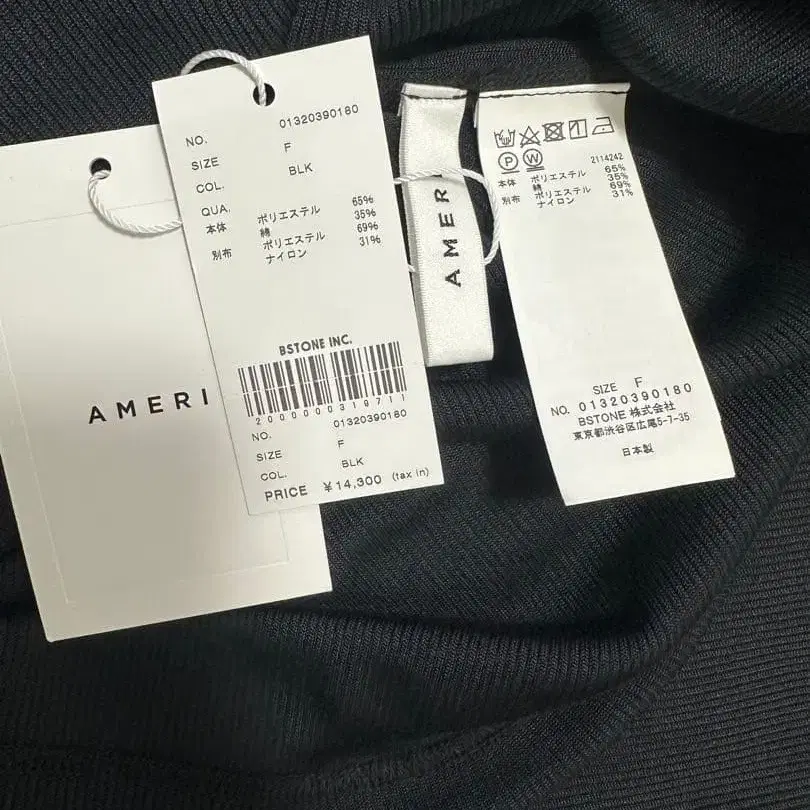 AMERI
NO. 01320390180
SIZE F
COL. BLK
QUA.
本体 ポリエステル 65%
綿 35%
別布 ポリエステル 69%
ナイロン 31%
BSTONE INC.
2000000319711
NO. 01320390180
SIZE F
COL. BLK
PRICE ¥14,300 (tax in)
AMERI
P W
2114242
本体 ポリエステル 65%
綿 35%
別布 ポリエステル 69%
ナイロン 31%
SIZE F
NO. 01320390180
BSTONE 株式会社
東京都渋谷区広尾5-7-35
日本製